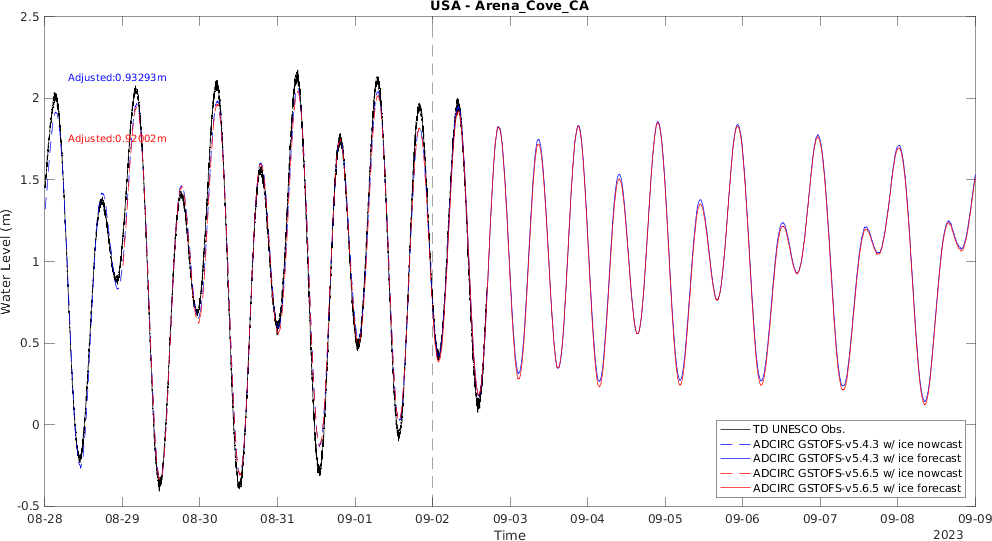 USA - Arena_Cove_CA
2.5
2
1.5
1
0.5
0
-0.5
Water Level (m)
Adjusted:0.93293m
Adjusted:0.92002m
TD UNESCO Obs.
ADCIRC GSTOFS-v5.4.3 w/ ice nowcast
ADCIRC GSTOFS-v5.4.3 w/ ice forecast
ADCIRC GSTOFS-v5.6.5 w/ ice nowcast
ADCIRC GSTOFS-v5.6.5 w/ ice forecast
08-28 08-29 08-30 08-31 09-01 09-02 09-03 09-04 09-05 09-06 09-07 09-08 09-09
Time
2023